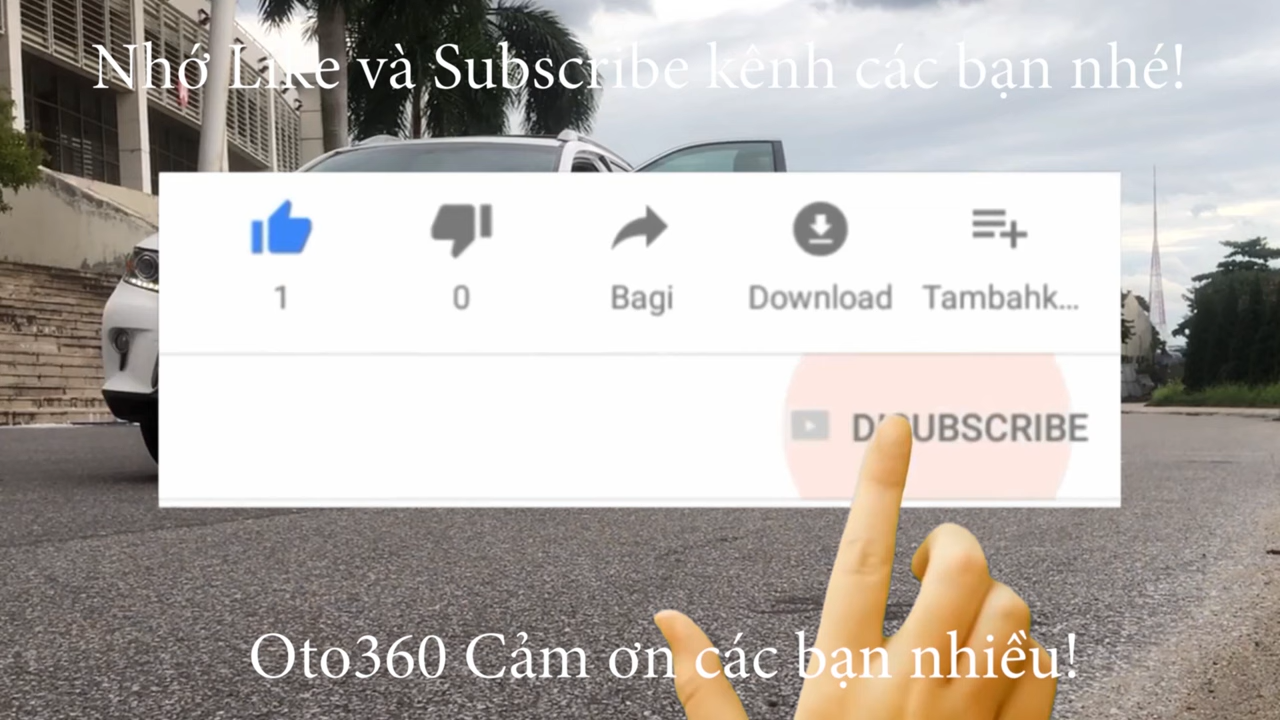 Nhớ Like và Subscribe kênh các bạn nhé!
1
0
Bagi
Download
Tambahk...
DISUBSCRIBE
Oto360 Cảm ơn các bạn nhiều!